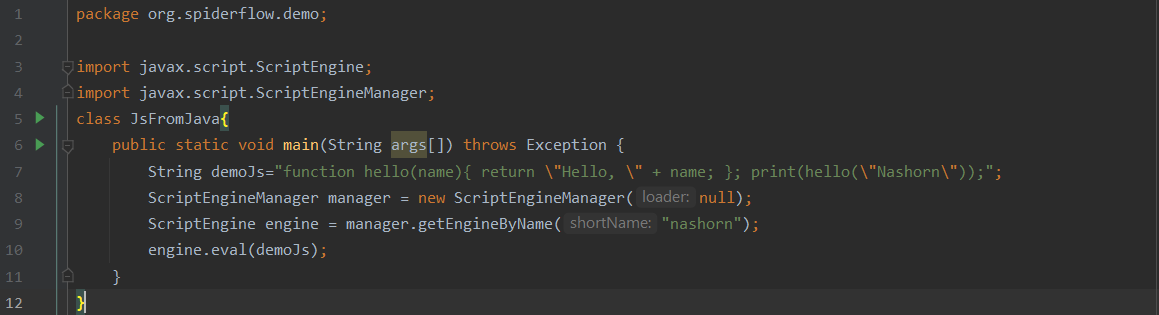 1 package org.spiderflow.demo;
2
3 import javax.script.ScriptEngine;
4 import javax.script.ScriptEngineManager;
5 class JsFromJava{
6 public static void main(String args[]) throws Exception {
7 String demoJs="function hello(name){ return \"Hello, \" + name; }; print(hello(\"Nashorn\"));";
8 ScriptEngineManager manager = new ScriptEngineManager( loader: null);
9 ScriptEngine engine = manager.getEngineByName( shortName: "nashorn");
10 engine.eval(demoJs);
11 }
12 }